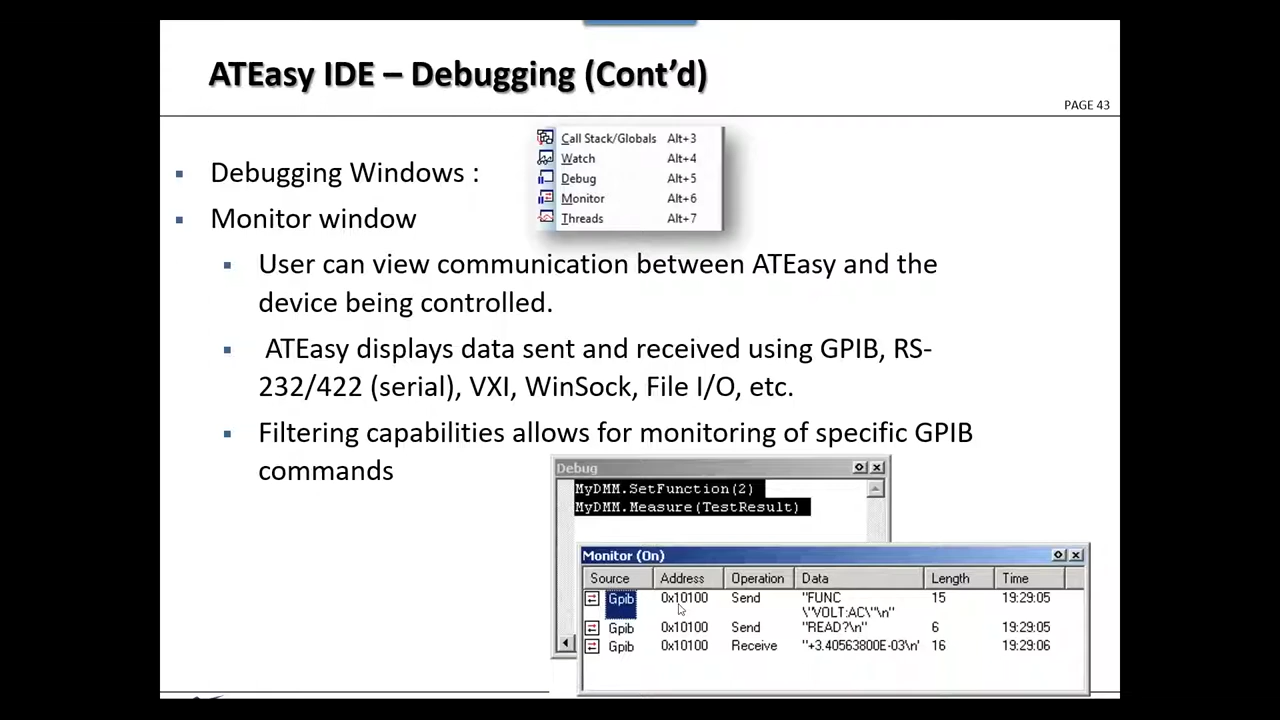 ATEasy IDE – Debugging (Cont'd)
PAGE 43
Call Stack/Globals Alt+3
Watch Alt+4
Debug Alt+5
Monitor Alt+6
Threads Alt+7
▪ Debugging Windows :
▪ Monitor window
▪ User can view communication between ATEasy and the
device being controlled.
▪ ATEasy displays data sent and received using GPIB, RS-
232/422 (serial), VXI, WinSock, File I/O, etc.
▪ Filtering capabilities allows for monitoring of specific GPIB
commands
Debug
MyDMM.SetFunction(2)
MyDMM.Measure(TestResult)
Monitor (On)
Source Address Operation Data Length Time
Gpib 0x10100 Send "FUNC 15 19:29:05
\"VOLT:AC\"\n"
Gpib 0x10100 Send "READ?\n" 6 19:29:05
Gpib 0x10100 Receive "+3.40563800E-03\n' 16 19:29:06